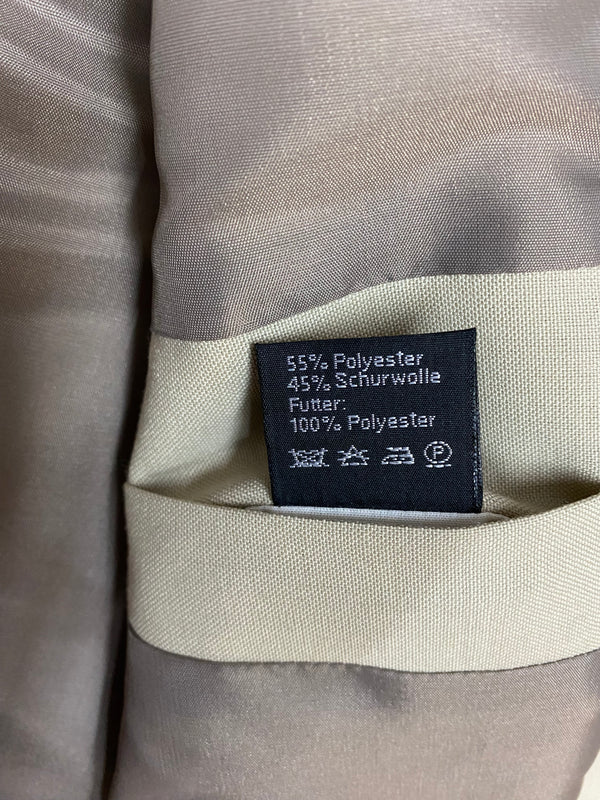 55% Polyester
45% Schurwolle
Futter:
100% Polyester
P